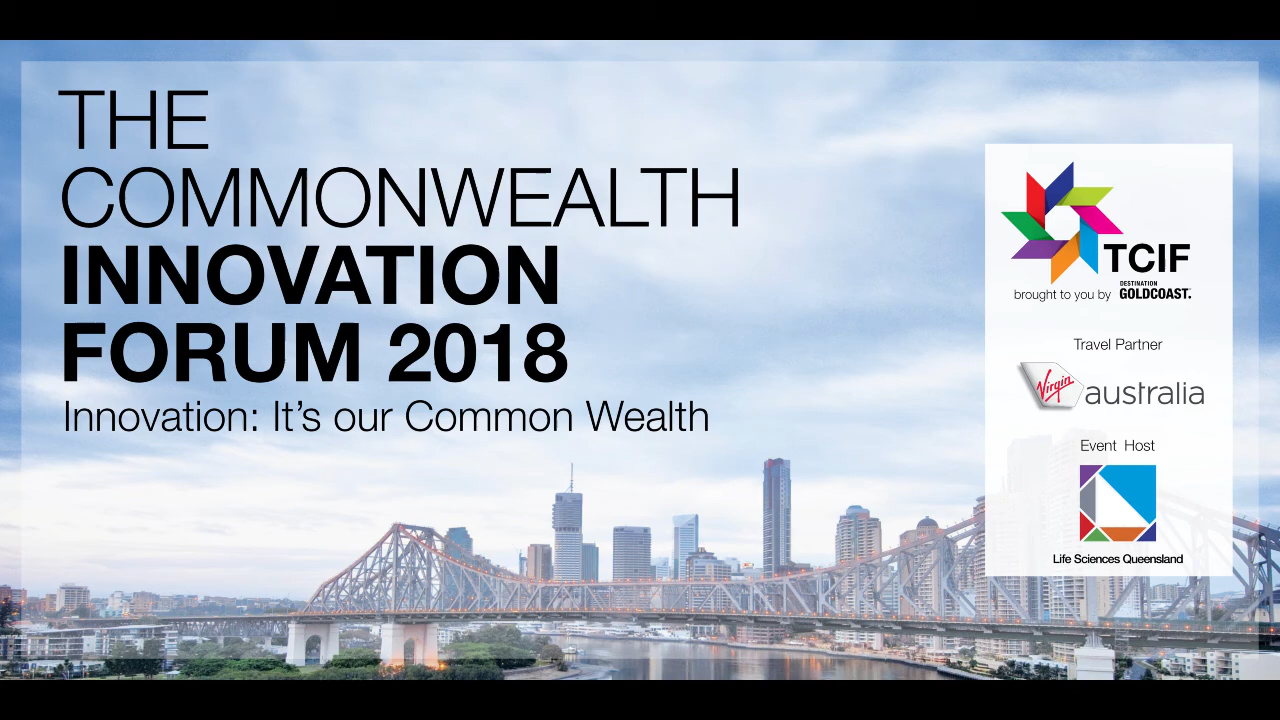 THE
COMMONWEALTH
INNOVATION
FORUM 2018
Innovation: It’s our Common Wealth
TCIF
brought to you by DESTINATION GOLDCOAST.
Travel Partner
Virgin australia
Event Host
Life Sciences Queensland